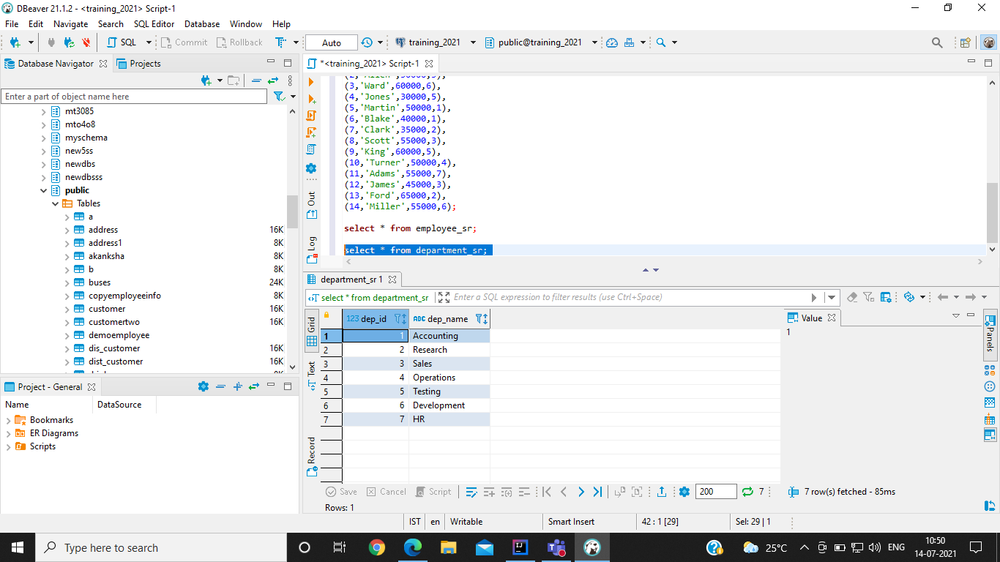 DBeaver 21.1.2 - <training_2021> Script-1
File Edit Navigate Search SQL Editor Database Window Help
SQL Commit Rollback Auto training_2021 public@training_2021
Database Navigator Projects
Enter a part of object name here
mt3085
mto4o8
myschema
new5ss
newdbs
newdbsss
public
Tables
a
address 16K
address1 8K
akanksha 8K
b 8K
buses 24K
copyemployeeinfo 8K
customer 16K
customertwo 16K
demoemployee 8K
dis_customer 16K
dist_customer 16K
Project - General
Name DataSource
Bookmarks
ER Diagrams
Scripts
*<training_2021> Script-1
Out
Log
(3,'Ward',60000,6),
(4,'Jones',30000,5),
(5,'Martin',50000,1),
(6,'Blake',40000,1),
(7,'Clark',35000,2),
(8,'Scott',55000,3),
(9,'King',60000,5),
(10,'Turner',50000,4),
(11,'Adams',55000,7),
(12,'James',45000,3),
(13,'Ford',65000,2),
(14,'Miller',55000,6);
select * from employee_sr;
select * from department_sr;
department_sr 1
select * from department_sr Enter a SQL expression to filter results (use Ctrl+Space)
Grid
Text
Record
123 dep_id ABC dep_name
1 1 Accounting
2 2 Research
3 3 Sales
4 4 Operations
5 5 Testing
6 6 Development
7 7 HR
Value
1
Panels
Save Cancel Script 200 7 7 row(s) fetched - 85ms
Rows: 1
IST en Writable Smart Insert 42 : 1 [29] Sel: 29 | 1
Type here to search
25°C ENG 10:50
14-07-2021